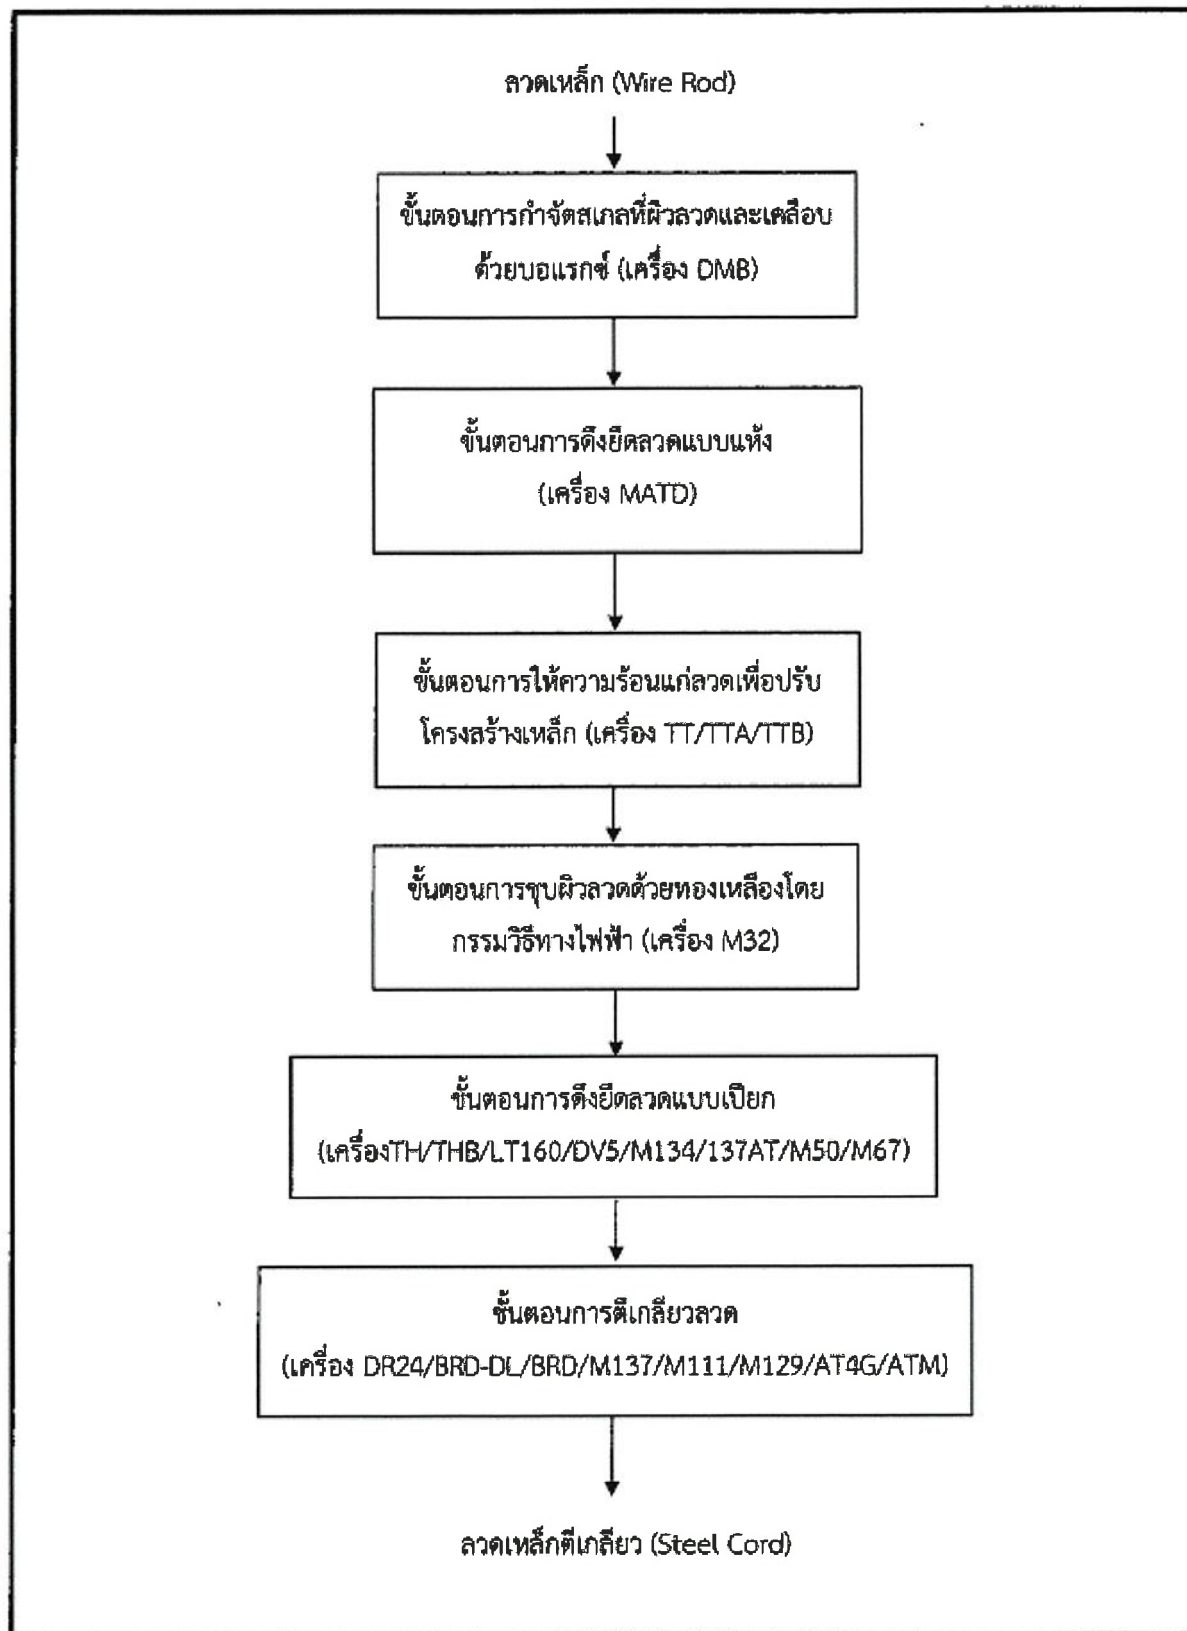 ลวดเหล็ก (Wire Rod)
ขั้นตอนการกำจัดสเกลที่ผิวลวดและเคลือบ
ด้วยบอแรกซ์ (เครื่อง DMB)
ขั้นตอนการดึงยืดลวดแบบแห้ง
(เครื่อง MATD)
ขั้นตอนการให้ความร้อนแก่ลวดเพื่อปรับ
โครงสร้างเหล็ก (เครื่อง TT/TTA/TTB)
ขั้นตอนการชุบผิวลวดด้วยทองเหลืองโดย
กรรมวิธีทางไฟฟ้า (เครื่อง M32)
ขั้นตอนการดึงยืดลวดแบบเปียก
(เครื่องTH/THB/LT160/DV5/M134/137AT/M50/M67)
ขั้นตอนการตีเกลียวลวด
(เครื่อง DR24/BRD-DL/BRD/M137/M111/M129/AT4G/ATM)
ลวดเหล็กตีเกลียว (Steel Cord)